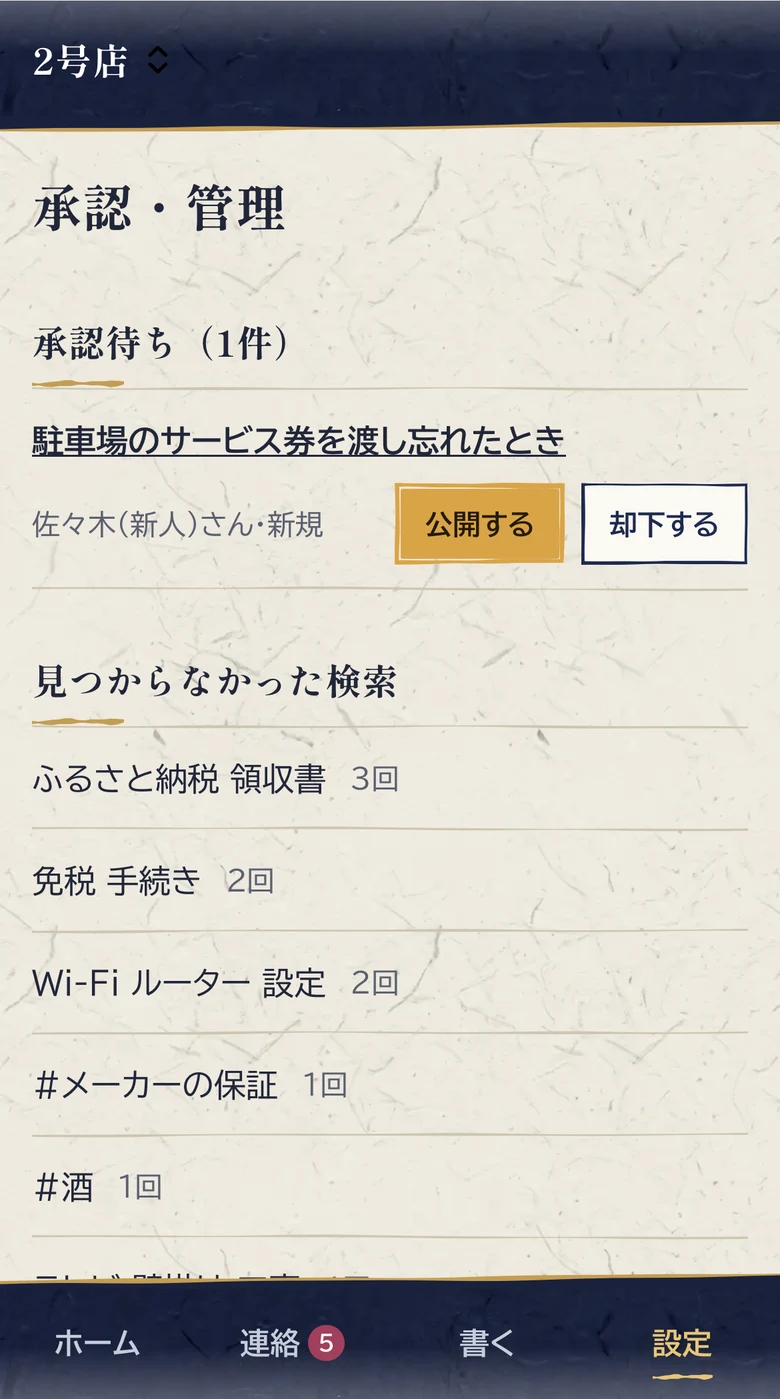 2号店
承認・管理
承認待ち（1件）
駐車場のサービス券を渡し忘れたとき
佐々木(新人)さん・新規
公開する
却下する
見つからなかった検索
ふるさと納税 領収書 3回
免税 手続き 2回
Wi-Fi ルーター 設定 2回
#メーカーの保証 1回
#酒 1回
ホーム
連絡 5
書く
設定